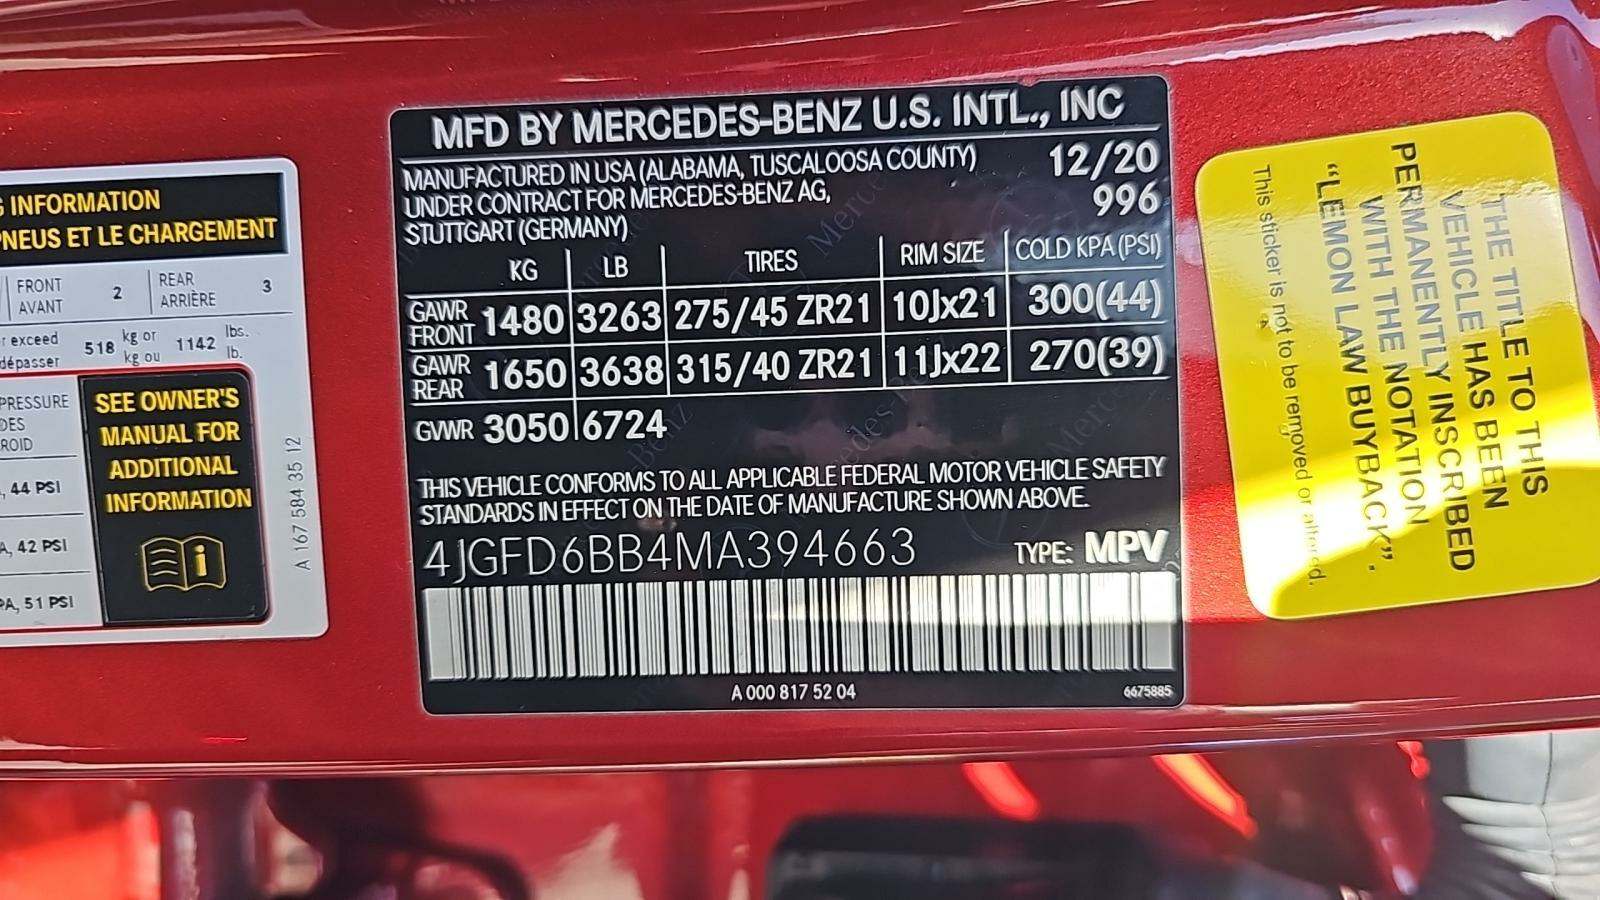 G INFORMATION
PNEUS ET LE CHARGEMENT
FRONT
AVANT
2
REAR
ARRIÈRE
3
r exceed
dépasser
518
kg or
kg ou
1142
lbs.
lb.
PRESSURE
DES
ROID
, 44 PSI
A, 42 PSI
PA, 51 PSI
SEE OWNER'S
MANUAL FOR
ADDITIONAL
INFORMATION
A 167 584 35 12
MFD BY MERCEDES-BENZ U.S. INTL., INC
MANUFACTURED IN USA (ALABAMA, TUSCALOOSA COUNTY) 12/20
UNDER CONTRACT FOR MERCEDES-BENZ AG, 996
STUTTGART (GERMANY)
KG LB TIRES RIM SIZE COLD KPA(PSI)
GAWR FRONT 1480 3263 275/45 ZR21 10Jx21 300(44)
GAWR REAR 1650 3638 315/40 ZR21 11Jx22 270(39)
GVWR 3050 6724
THIS VEHICLE CONFORMS TO ALL APPLICABLE FEDERAL MOTOR VEHICLE SAFETY
STANDARDS IN EFFECT ON THE DATE OF MANUFACTURE SHOWN ABOVE.
4JGFD6BB4MA394663 TYPE: MPV
A 000 817 52 04 6675885
THE TITLE TO THIS
VEHICLE HAS BEEN
PERMANENTLY INSCRIBED
WITH THE NOTATION
"LEMON LAW BUYBACK".
This sticker is not to be removed or altered.